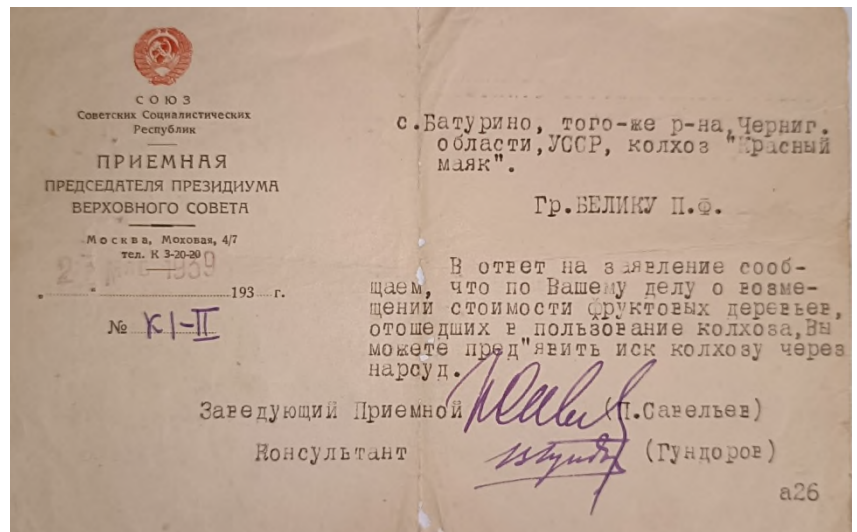 СОЮЗ
Советских Социалистических
Республик
ПРИЕМНАЯ
ПРЕДСЕДАТЕЛЯ ПРЕЗИДИУМА
ВЕРХОВНОГО СОВЕТА
Москва, Моховая, 4/7
тел. К 3-20-20
1939
„ “ 193 г.
№ К1-II
с.Батурино, того-же р-на,Черниг.
области,УССР, колхоз "Красный
маяк".
Гр.БЕЛИКУ П.Ф.
В ответ на заявление сооб-
щаем, что по Вашему делу о возме-
щении стоимости фруктовых деревьев,
отошедших в пользование колхоза,Вы
можете пред"явить иск колхозу через
нарсуд.
Заведующий Приемной (П.Савельев)
Консультант (Гундоров)
а26